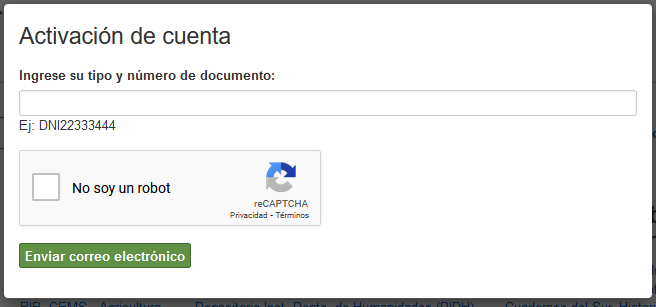 Activación de cuenta
Ingrese su tipo y número de documento:
Ej: DNI22333444
No soy un robot
reCAPTCHA
Privacidad - Términos
Enviar correo electrónico